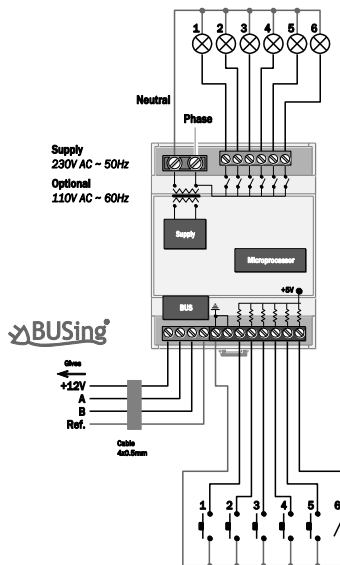 1 2 3 4 5 6
Neutral
Phase
Supply
230V AC ~ 50Hz
Optional
110V AC ~ 60Hz
Supply
Microprocessor
+5V
BUS
BUSing®
Gives
+12V
A
B
Ref.
Cable
4x0.5mm
1 2 3 4 5 6